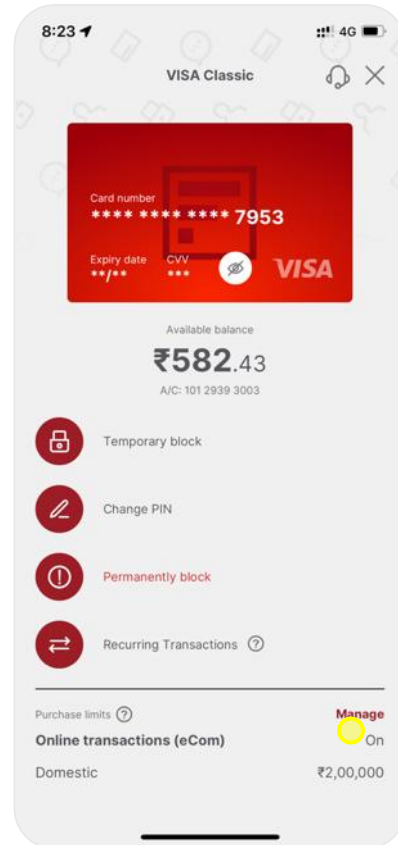 8:23 4G
VISA Classic
Card number
**** **** **** 7953
Expiry date CVV
**/** *** VISA
Available balance
₹582.43
A/C: 101 2939 3003
Temporary block
Change PIN
Permanently block
Recurring Transactions ?
Purchase limits ? Manage
Online transactions (eCom) On
Domestic ₹2,00,000